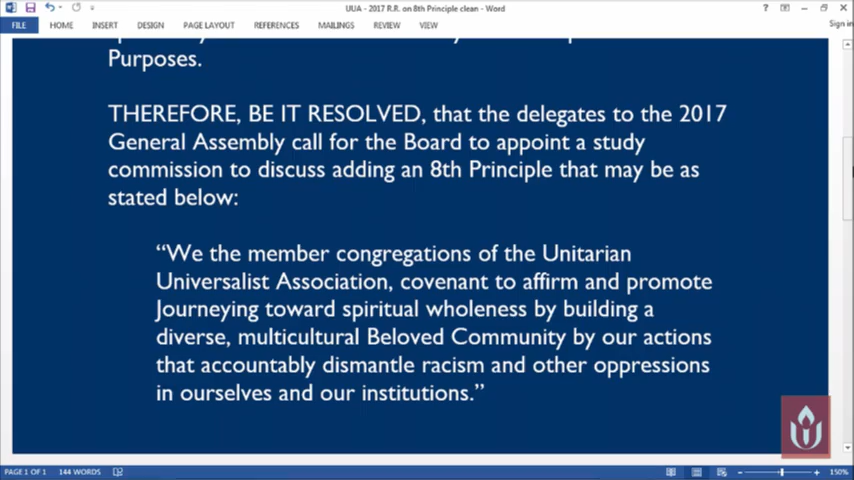 UUA - 2017 R.R. on 8th Principle clean - Word
Sign in
FILE HOME INSERT DESIGN PAGE LAYOUT REFERENCES MAILINGS REVIEW VIEW
Purposes.
THEREFORE, BE IT RESOLVED, that the delegates to the 2017
General Assembly call for the Board to appoint a study
commission to discuss adding an 8th Principle that may be as
stated below:
“We the member congregations of the Unitarian
Universalist Association, covenant to affirm and promote
Journeying toward spiritual wholeness by building a
diverse, multicultural Beloved Community by our actions
that accountably dismantle racism and other oppressions
in ourselves and our institutions.”
PAGE 1 OF 1 144 WORDS 150%